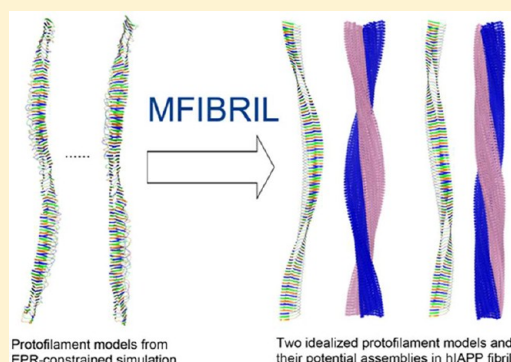 MFIBRIL
......
Protofilament models from
EPR-constrained simulation
Two idealized protofilament models and
their potential assemblies in hIAPP fibril